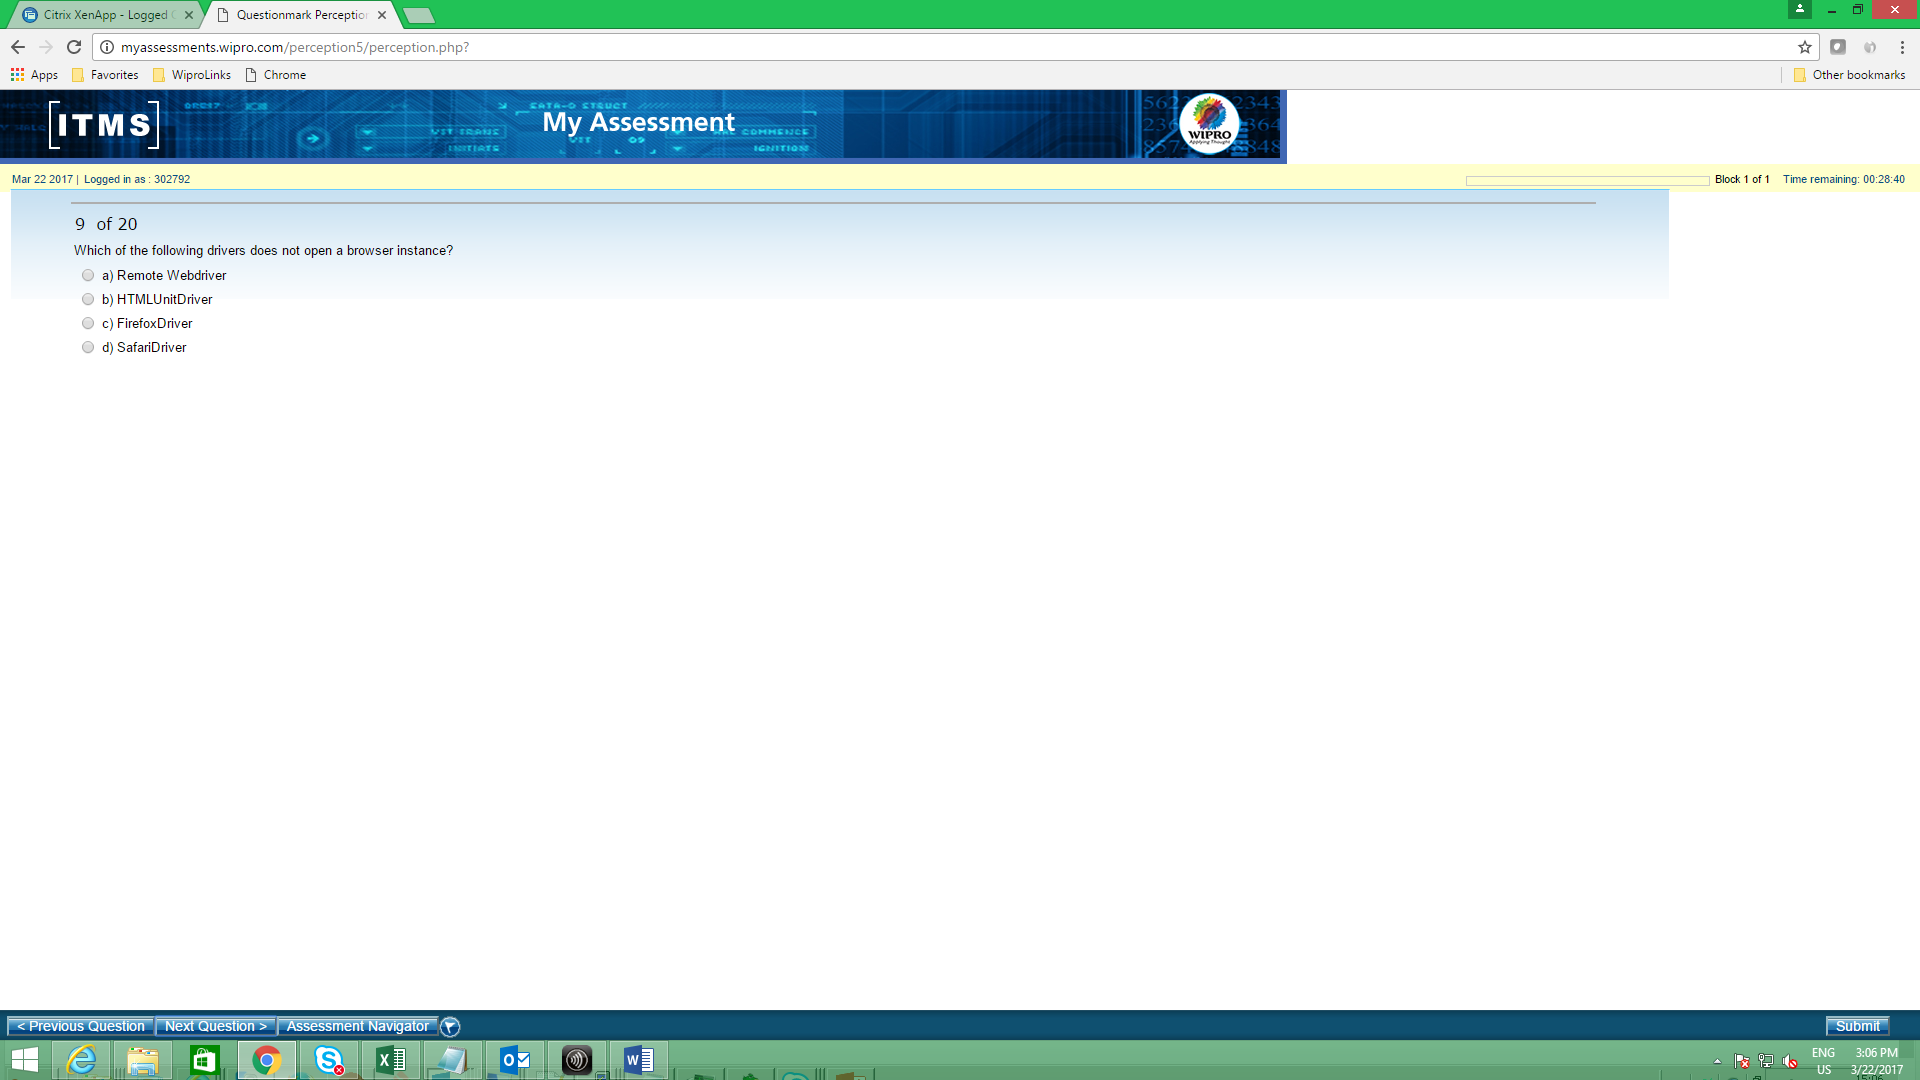 Citrix XenApp - Logged
Questionmark Perception
myassessments.wipro.com/perception5/perception.php?
Apps
Favorites
WiproLinks
Chrome
Other bookmarks
ITMS
My Assessment
WIPRO
Applying Thought
Mar 22 2017 | Logged in as : 302792
Block 1 of 1
Time remaining: 00:28:40
9 of 20
Which of the following drivers does not open a browser instance?
a) Remote Webdriver
b) HTMLUnitDriver
c) FirefoxDriver
d) SafariDriver
< Previous Question
Next Question >
Assessment Navigator
Submit
ENG
US
3:06 PM
3/22/2017